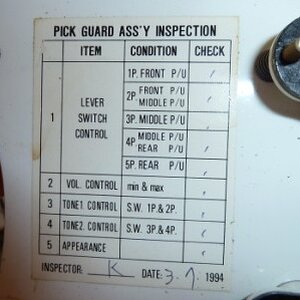 PICK GUARD ASS'Y INSPECTION
ITEM CONDITION CHECK
1 LEVER SWITCH CONTROL
1P. FRONT P/U
2P. FRONT P/U
MIDDLE P/U
3P. MIDDLE P/U
4P. MIDDLE P/U
REAR P/U
5P. REAR P/U
2 VOL. CONTROL min & max
3 TONE1. CONTROL S.W. 1P.& 2P.
4 TONE2. CONTROL S.W. 3P.& 4P.
5 APPEARANCE
INSPECTOR: K DATE: 3. 7. 1994